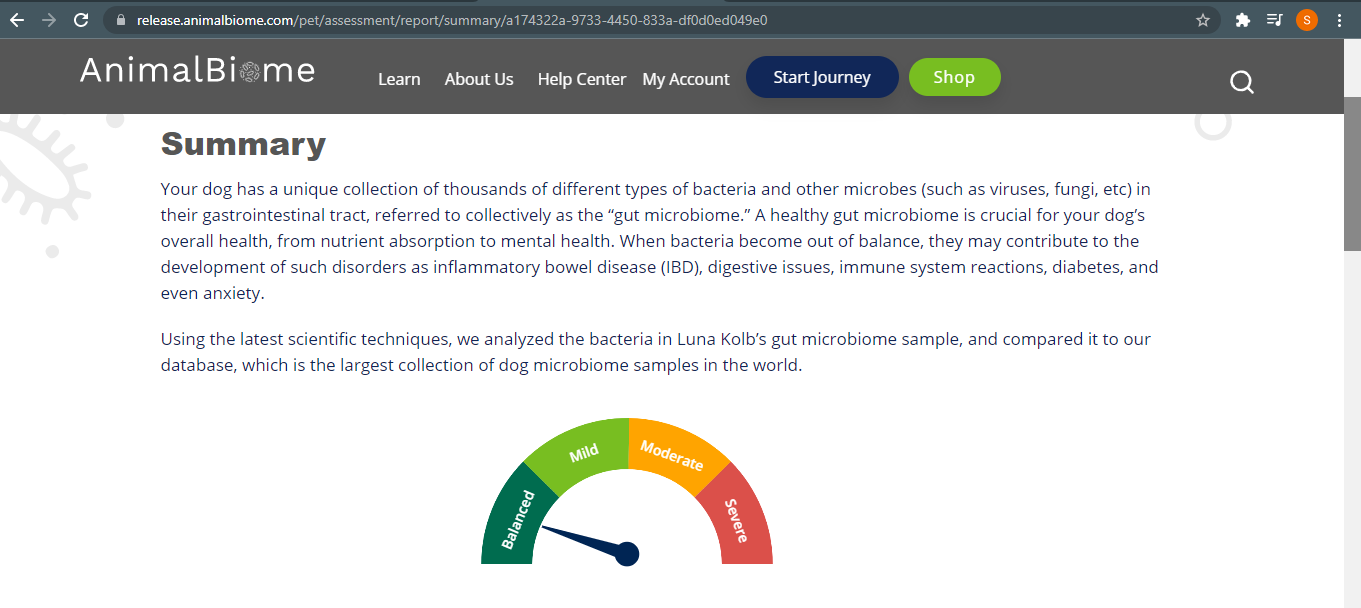 release.animalbiome.com/pet/assessment/report/summary/a174322a-9733-4450-833a-df0d0ed049e0
S
AnimalBiome
Learn
About Us
Help Center
My Account
Start Journey
Shop
Summary
Your dog has a unique collection of thousands of different types of bacteria and other microbes (such as viruses, fungi, etc) in
their gastrointestinal tract, referred to collectively as the “gut microbiome.” A healthy gut microbiome is crucial for your dog’s
overall health, from nutrient absorption to mental health. When bacteria become out of balance, they may contribute to the
development of such disorders as inflammatory bowel disease (IBD), digestive issues, immune system reactions, diabetes, and
even anxiety.
Using the latest scientific techniques, we analyzed the bacteria in Luna Kolb’s gut microbiome sample, and compared it to our
database, which is the largest collection of dog microbiome samples in the world.
Balanced
Mild
Moderate
Severe